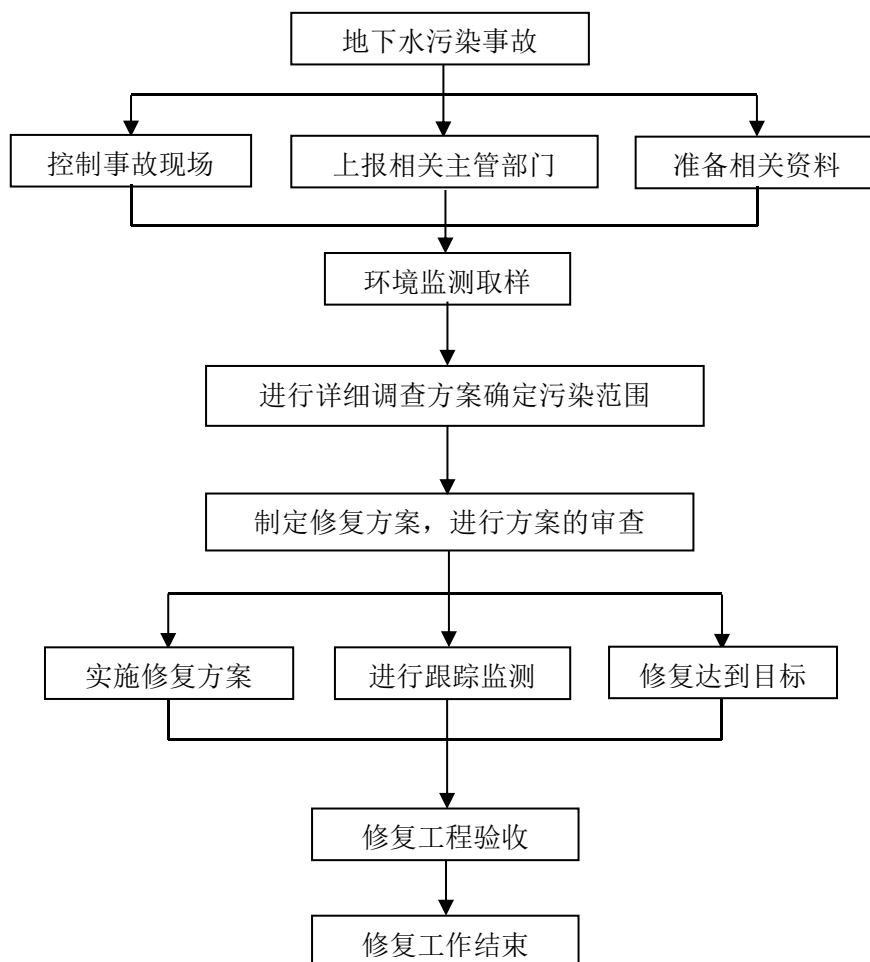 地下水污染事故
控制事故现场
上报相关主管部门
准备相关资料
环境监测取样
进行详细调查方案确定污染范围
制定修复方案，进行方案的审查
实施修复方案
进行跟踪监测
修复达到目标
修复工程验收
修复工作结束